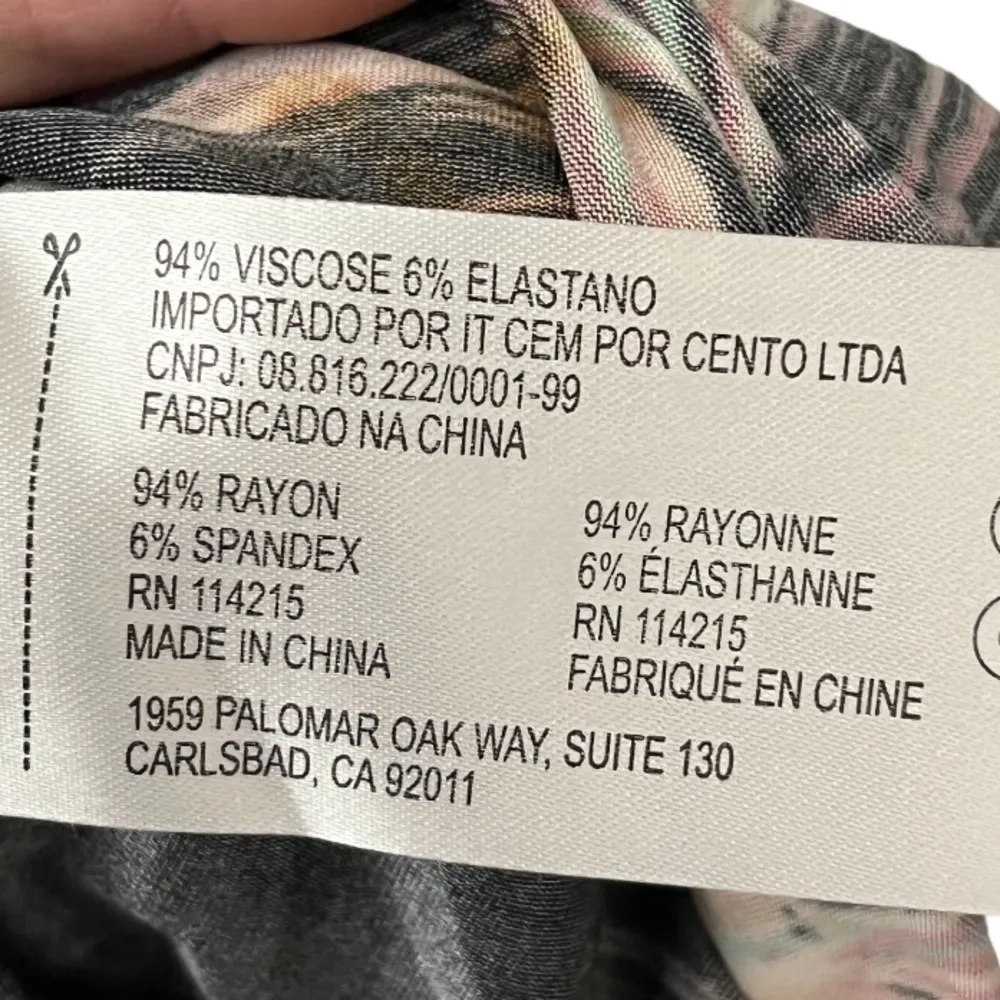 94% VISCOSE 6% ELASTANO
IMPORTADO POR IT CEM POR CENTO LTDA
CNPJ: 08.816.222/0001-99
FABRICADO NA CHINA
94% RAYON
6% SPANDEX
RN 114215
MADE IN CHINA
94% RAYONNE
6% ÉLASTHANNE
RN 114215
FABRIQUÉ EN CHINE
1959 PALOMAR OAK WAY, SUITE 130
CARLSBAD, CA 92011